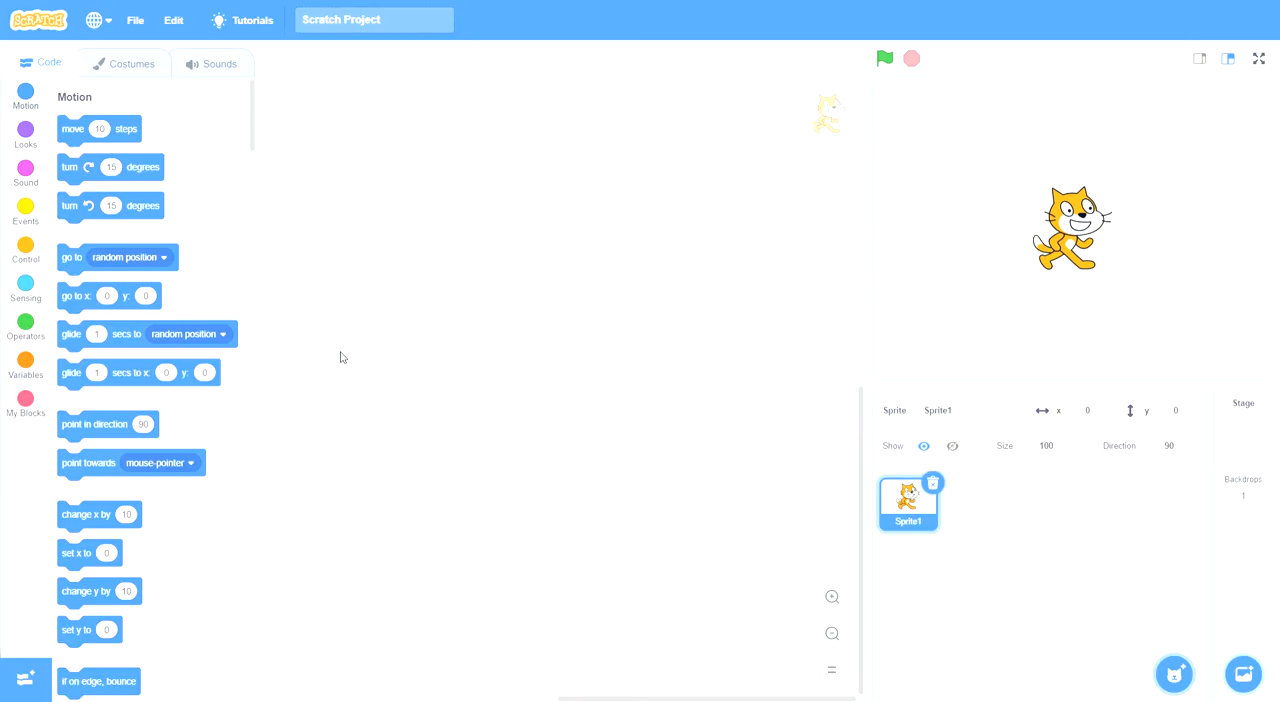 SCRATCH File Edit Tutorials Scratch Project
Code Costumes Sounds
Motion
Looks
Sound
Events
Control
Sensing
Operators
Variables
My Blocks
Motion
move 10 steps
turn 15 degrees
turn 15 degrees
go to random position
go to x: 0 y: 0
glide 1 secs to random position
glide 1 secs to x: 0 y: 0
point in direction 90
point towards mouse-pointer
change x by 10
set x to 0
change y by 10
set y to 0
if on edge, bounce
Sprite Sprite1 x 0 y 0
Show Size 100 Direction 90
Sprite1
Stage
Backdrops
1